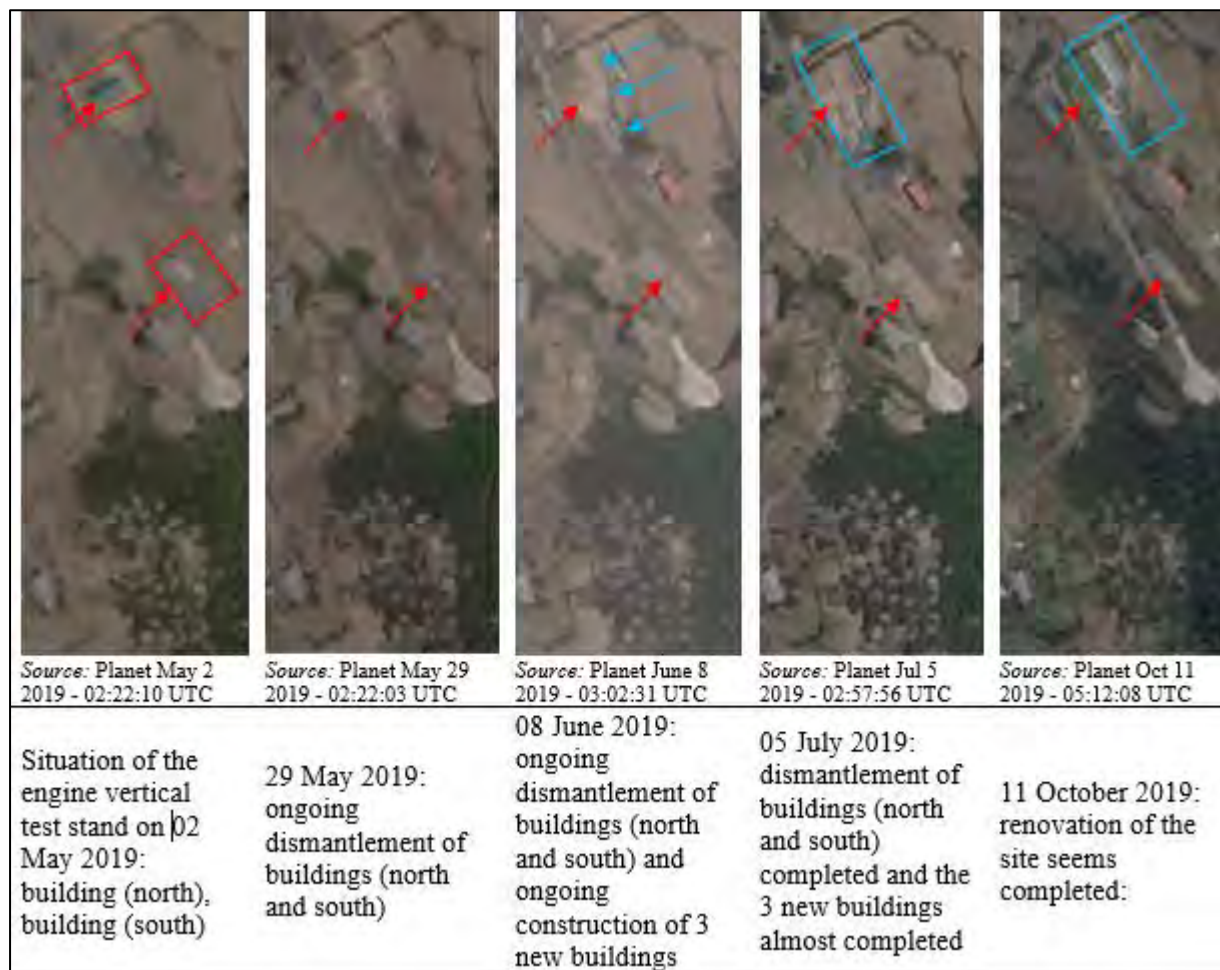 Source: Planet May 2
2019 - 02:22:10 UTC
Source: Planet May 29
2019 - 02:22:03 UTC
Source: Planet June 8
2019 - 03:02:31 UTC
Source: Planet Jul 5
2019 - 02:57:56 UTC
Source: Planet Oct 11
2019 - 05:12:08 UTC
Situation of the
engine vertical
test stand on 02
May 2019:
building (north),
building (south)
29 May 2019:
ongoing
dismantlement of
buildings (north
and south)
08 June 2019:
ongoing
dismantlement of
buildings (north
and south) and
ongoing
construction of 3
new buildings
05 July 2019:
dismantlement of
buildings (north
and south)
completed and the
3 new buildings
almost completed
11 October 2019:
renovation of the
site seems
completed: